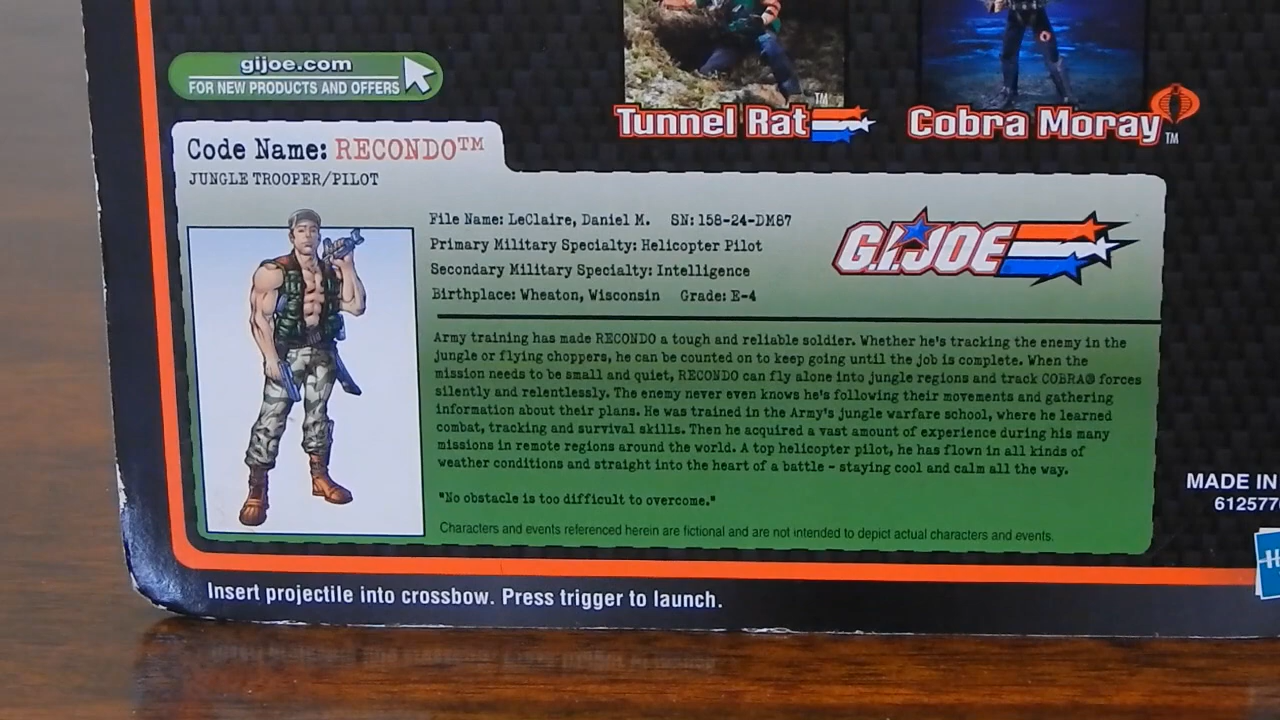 gijoe.com
FOR NEW PRODUCTS AND OFFERS
Tunnel Rat™
Cobra Moray™
Code Name: RECONDO™
JUNGLE TROOPER/PILOT
File Name: LeClaire, Daniel M. SN: 158-24-DM87
Primary Military Specialty: Helicopter Pilot
Secondary Military Specialty: Intelligence
Birthplace: Wheaton, Wisconsin Grade: E-4
G.I. JOE
Army training has made RECONDO a tough and reliable soldier. Whether he's tracking the enemy in the
jungle or flying choppers, he can be counted on to keep going until the job is complete. When the
mission needs to be small and quiet, RECONDO can fly alone into jungle regions and track COBRA® forces
silently and relentlessly. The enemy never even knows he's following their movements and gathering
information about their plans. He was trained in the Army's jungle warfare school, where he learned
combat, tracking and survival skills. Then he acquired a vast amount of experience during his many
missions in remote regions around the world. A top helicopter pilot, he has flown in all kinds of
weather conditions and straight into the heart of a battle - staying cool and calm all the way.
"No obstacle is too difficult to overcome."
Characters and events referenced herein are fictional and are not intended to depict actual characters and events.
MADE IN
61257
Insert projectile into crossbow. Press trigger to launch.